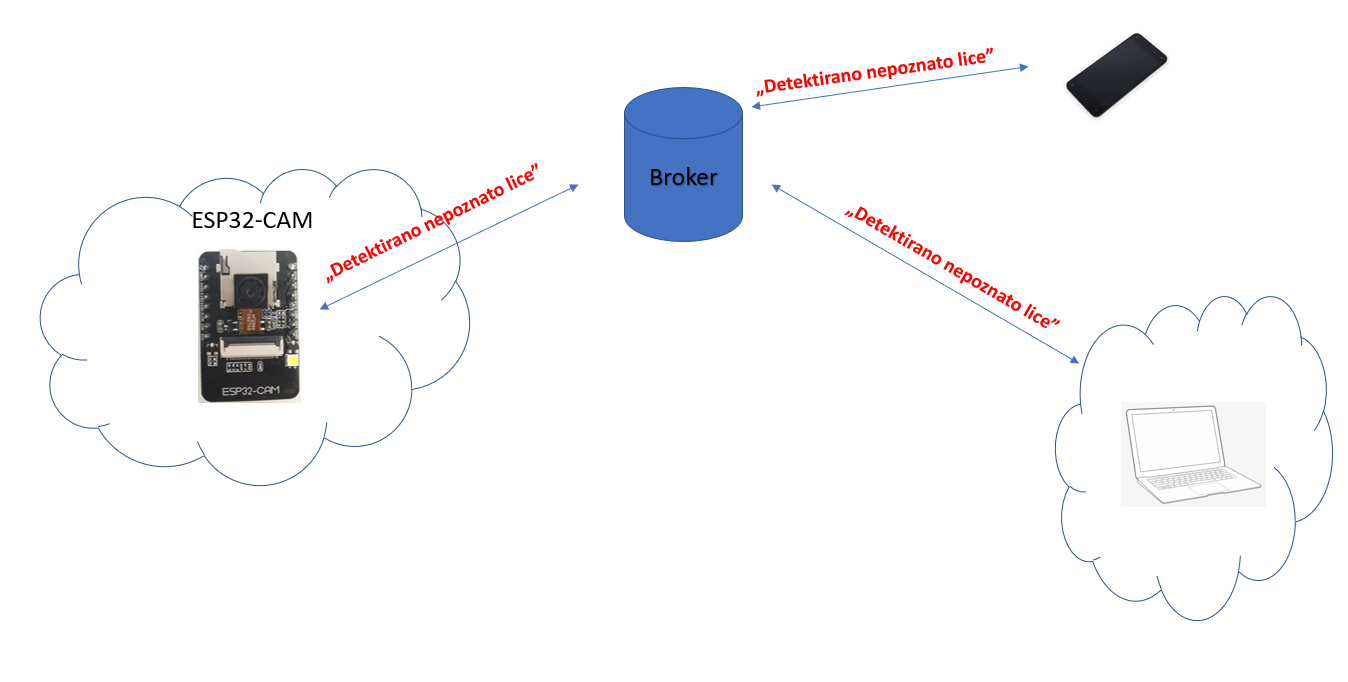 „Detektirano nepoznato lice”
Broker
„Detektirano nepoznato lice”
ESP32-CAM
„Detektirano nepoznato lice”
ESP32-CAM